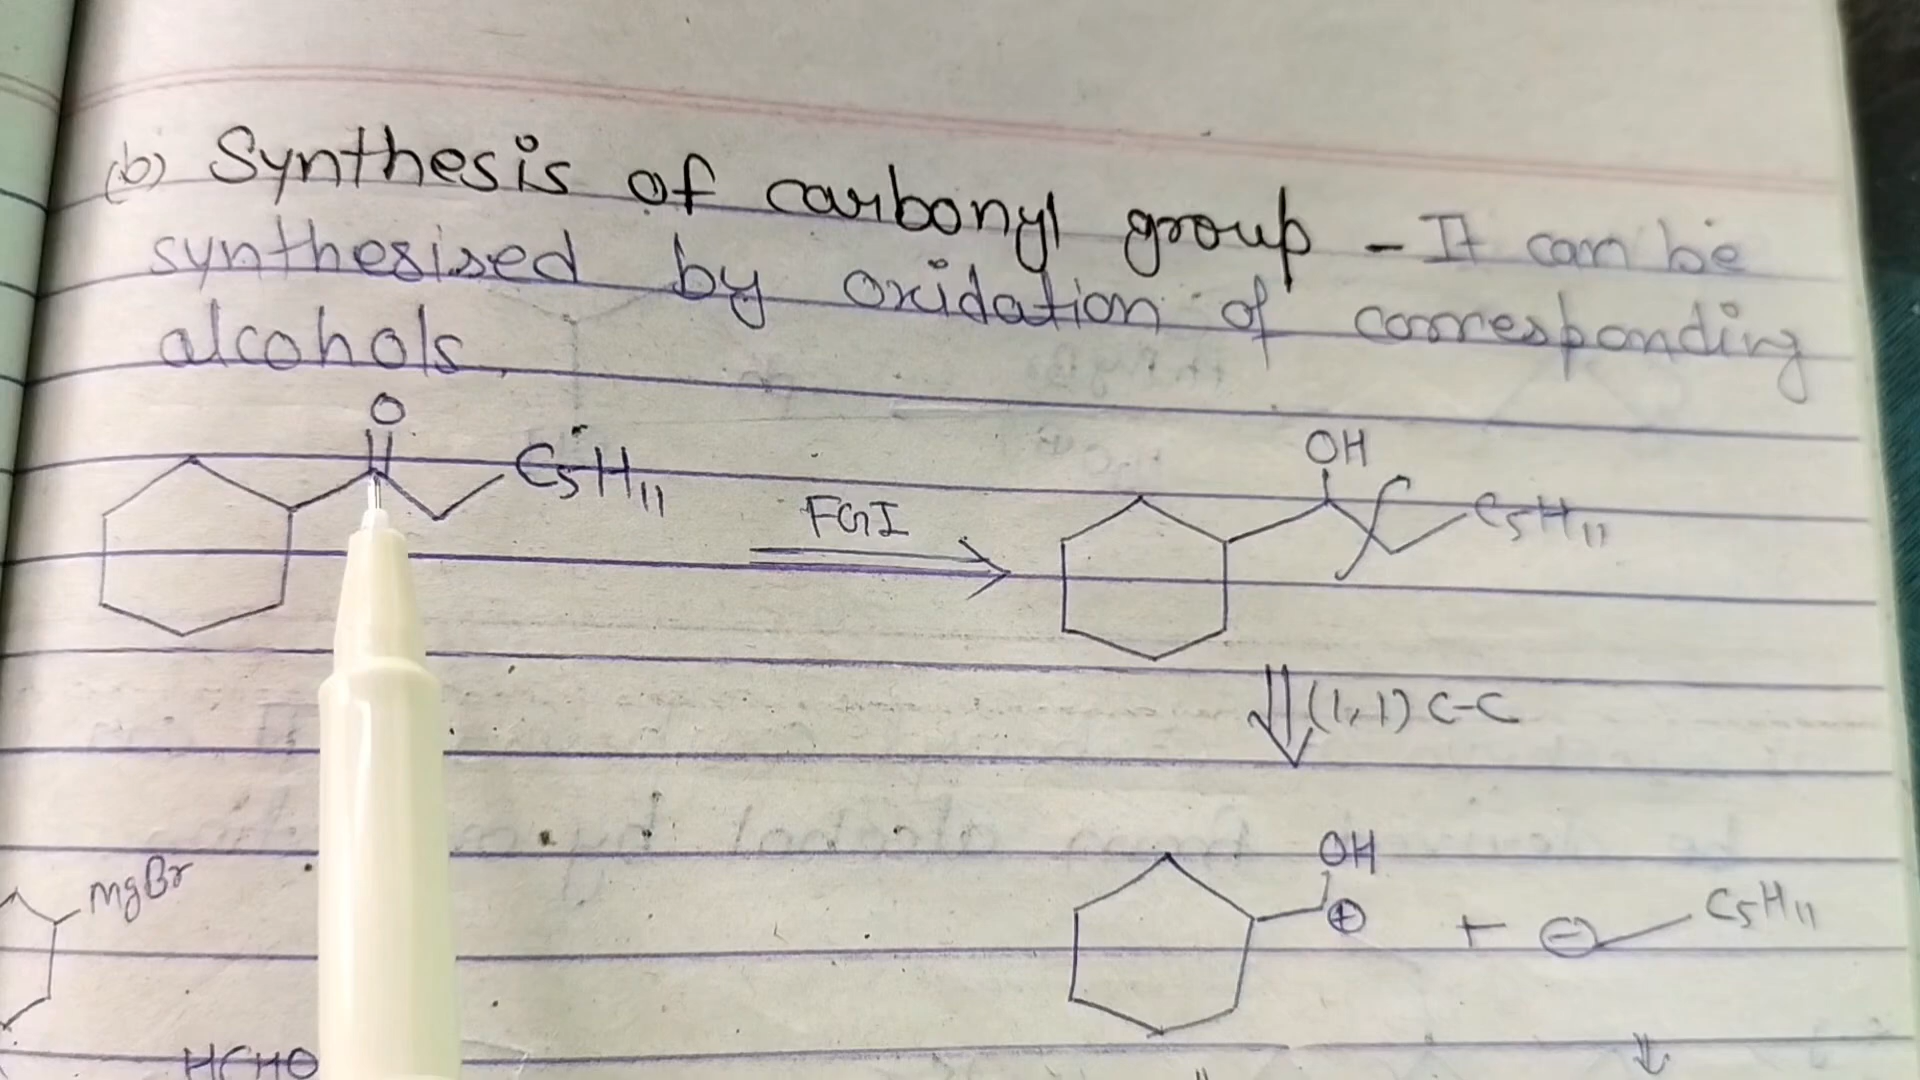 (b) Synthesis of carbonyl group - It can be
synthesised by oxidation of corresponding
alcohols.
O
C5H11
FGI
OH
C5H11
(1,1) C-C
MgBr
OH
⊕
+ ⊖
C5H11
HCHO